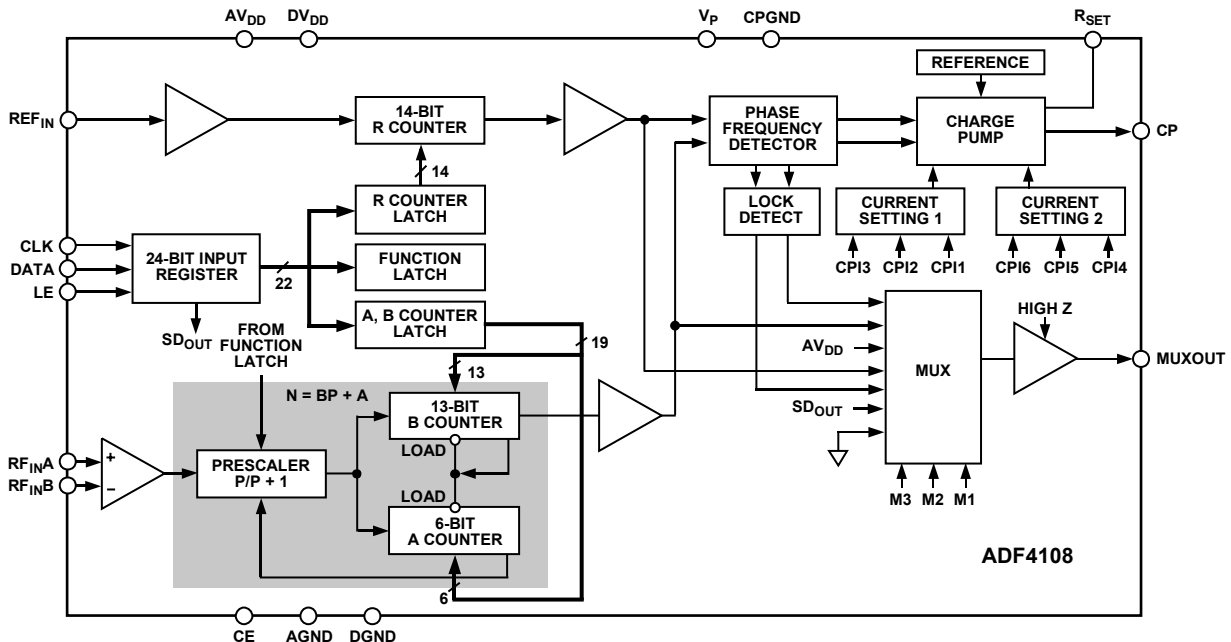 AVDD DVDD VP CPGND RSET
REFERENCE
REFIN
14-BIT
R COUNTER
PHASE
FREQUENCY
DETECTOR
CHARGE
PUMP
CP
14
R COUNTER
LATCH
LOCK
DETECT
CURRENT
SETTING 1
CURRENT
SETTING 2
CPI3 CPI2 CPI1
CPI6 CPI5 CPI4
CLK
DATA
LE
24-BIT INPUT
REGISTER
22
FUNCTION
LATCH
A, B COUNTER
LATCH
SDOUT
FROM
FUNCTION
LATCH
19
13
HIGH Z
AVDD
MUX
MUXOUT
SDOUT
N = BP + A
13-BIT
B COUNTER
LOAD
RFINA
RFINB
+
−
PRESCALER
P/P + 1
LOAD
6-BIT
A COUNTER
6
M3 M2 M1
ADF4108
CE AGND DGND